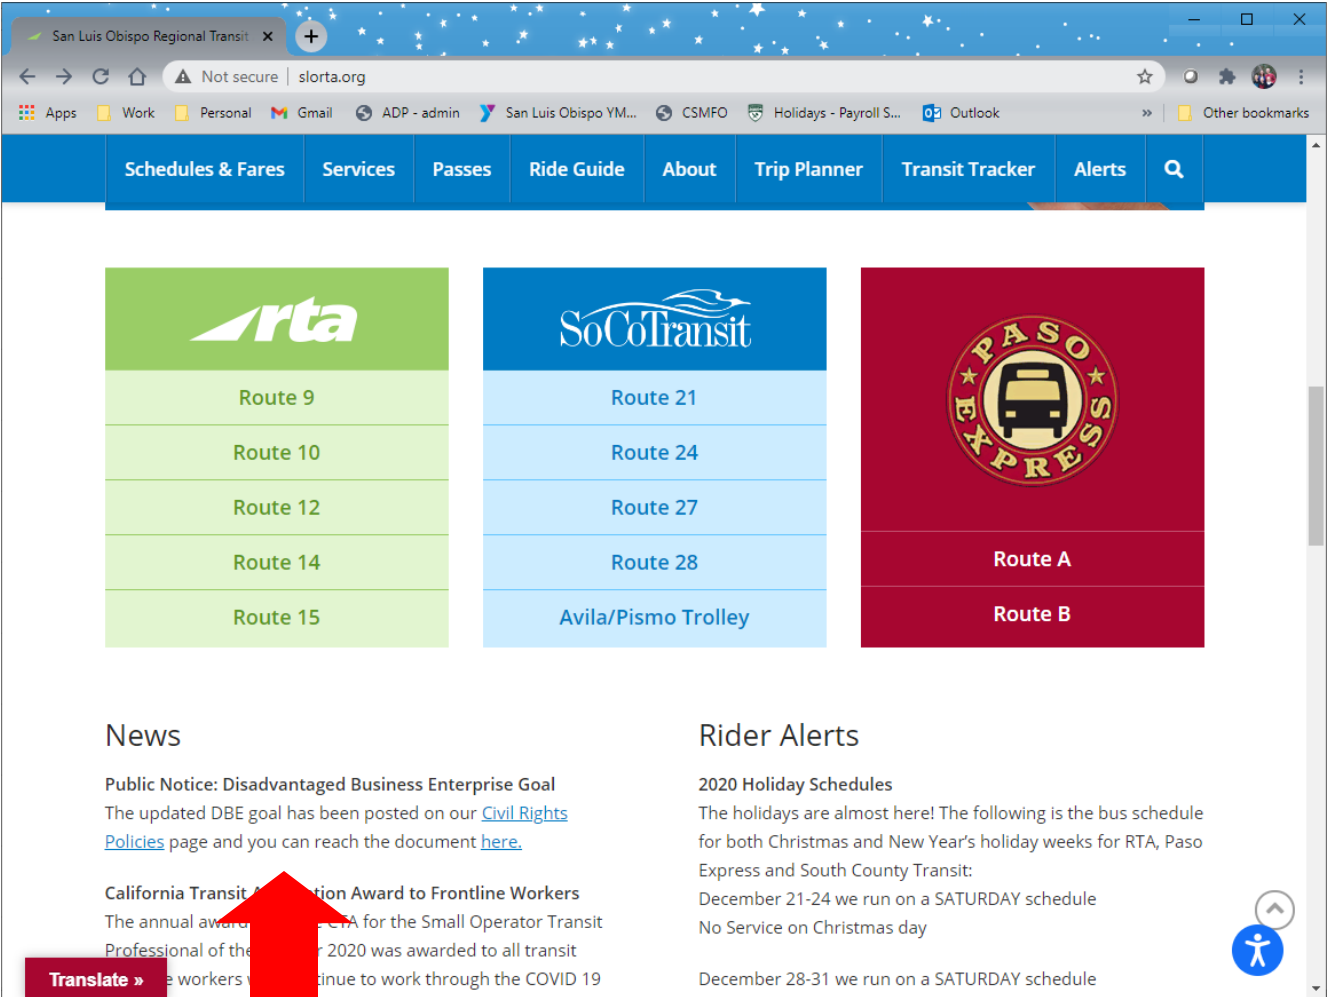 San Luis Obispo Regional Transit
Not secure
slorta.org
Apps
Work
Personal
Gmail
ADP - admin
San Luis Obispo YM...
CSMFO
Holidays - Payroll S...
Outlook
»
Other bookmarks
Schedules & Fares
Services
Passes
Ride Guide
About
Trip Planner
Transit Tracker
Alerts
rta
Route 9
Route 10
Route 12
Route 14
Route 15
SoCoTransit
Route 21
Route 24
Route 27
Route 28
Avila/Pismo Trolley
PASO
EXPRESS
Route A
Route B
News
Public Notice: Disadvantaged Business Enterprise Goal
The updated DBE goal has been posted on our Civil Rights
Policies page and you can reach the document here.
California Transit A tion Award to Frontline Workers
The annual awa TA for the Small Operator Transit
Professional of the 2020 was awarded to all transit
workers tinue to work through the COVID 19
Translate »
Rider Alerts
2020 Holiday Schedules
The holidays are almost here! The following is the bus schedule
for both Christmas and New Year’s holiday weeks for RTA, Paso
Express and South County Transit:
December 21-24 we run on a SATURDAY schedule
No Service on Christmas day
December 28-31 we run on a SATURDAY schedule